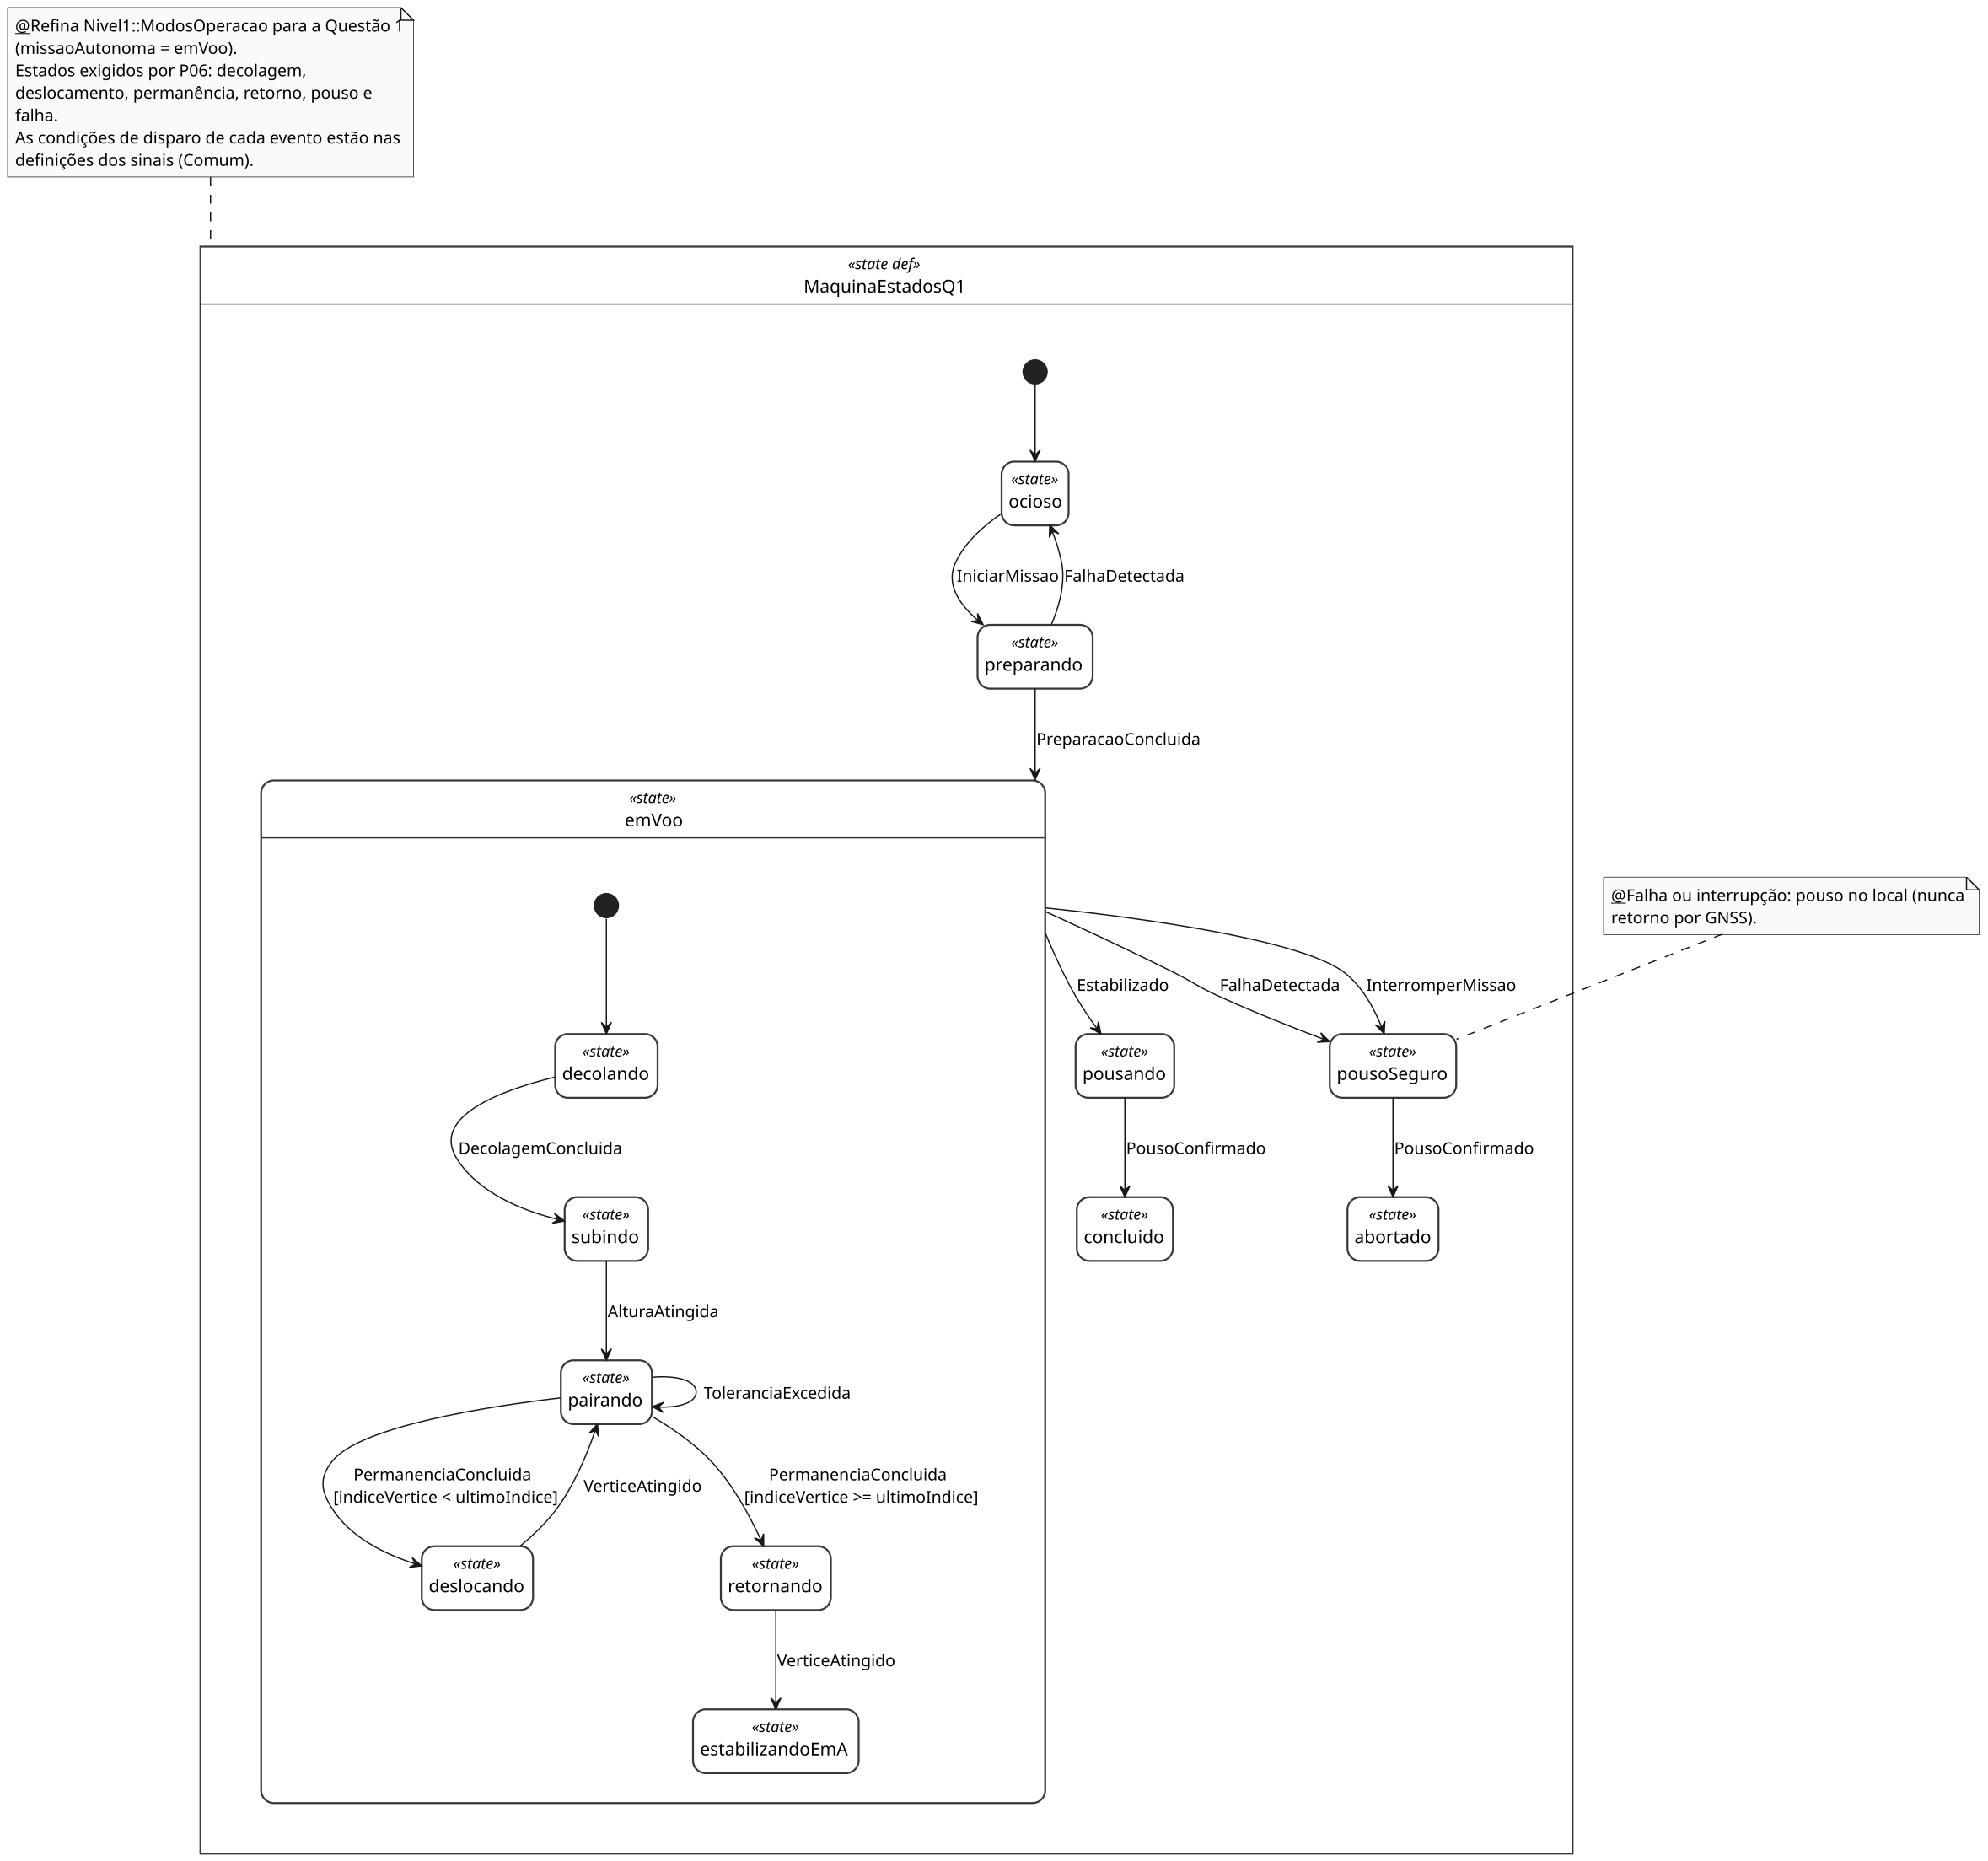 @Refina Nivel1::ModosOperacao para a Questão 1
(missaoAutonoma = emVoo).
Estados exigidos por P06: decolagem,
deslocamento, permanência, retorno, pouso e
falha.
As condições de disparo de cada evento estão nas
definições dos sinais (Comum).
«state def»
MaquinaEstadosQ1
«state»
ocioso
IniciarMissao
FalhaDetectada
«state»
preparando
PreparacaoConcluida
«state»
emVoo
@Falha ou interrupção: pouso no local (nunca
retorno por GNSS).
Estabilizado
FalhaDetectada
InterromperMissao
«state»
decolando
«state»
pousando
«state»
pousoSeguro
DecolagemConcluida
PousoConfirmado
PousoConfirmado
«state»
subindo
«state»
concluido
«state»
abortado
AlturaAtingida
«state»
pairando
ToleranciaExcedida
PermanenciaConcluida
[indiceVertice < ultimoIndice]
VerticeAtingido
PermanenciaConcluida
[indiceVertice >= ultimoIndice]
«state»
deslocando
«state»
retornando
VerticeAtingido
«state»
estabilizandoEmA